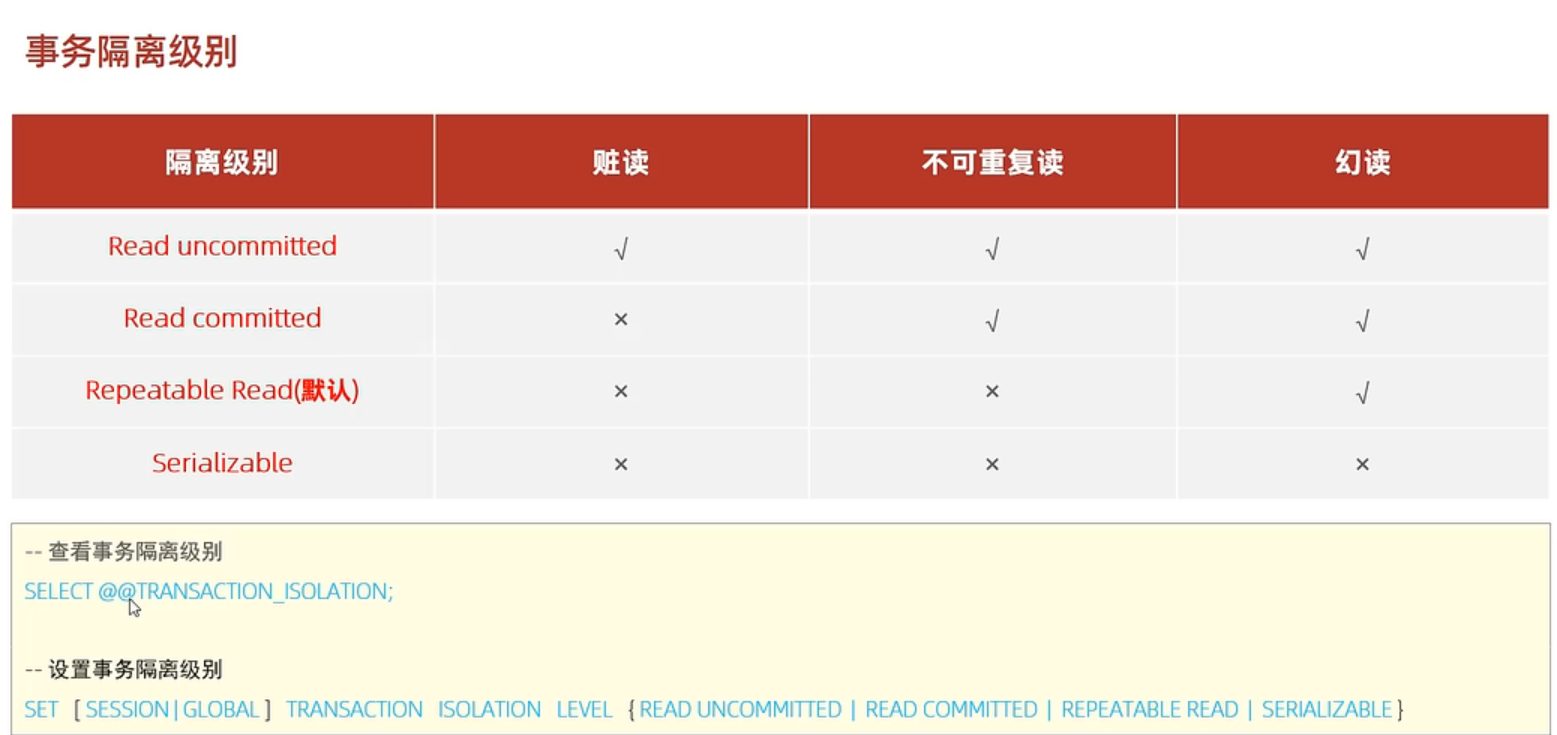 事务隔离级别
隔离级别 脏读 不可重复读 幻读
Read uncommitted √ √ √
Read committed × √ √
Repeatable Read(默认) × × √
Serializable × × ×
-- 查看事务隔离级别
SELECT @@TRANSACTION_ISOLATION;
-- 设置事务隔离级别
SET [ SESSION | GLOBAL ] TRANSACTION ISOLATION LEVEL { READ UNCOMMITTED | READ COMMITTED | REPEATABLE READ | SERIALIZABLE }